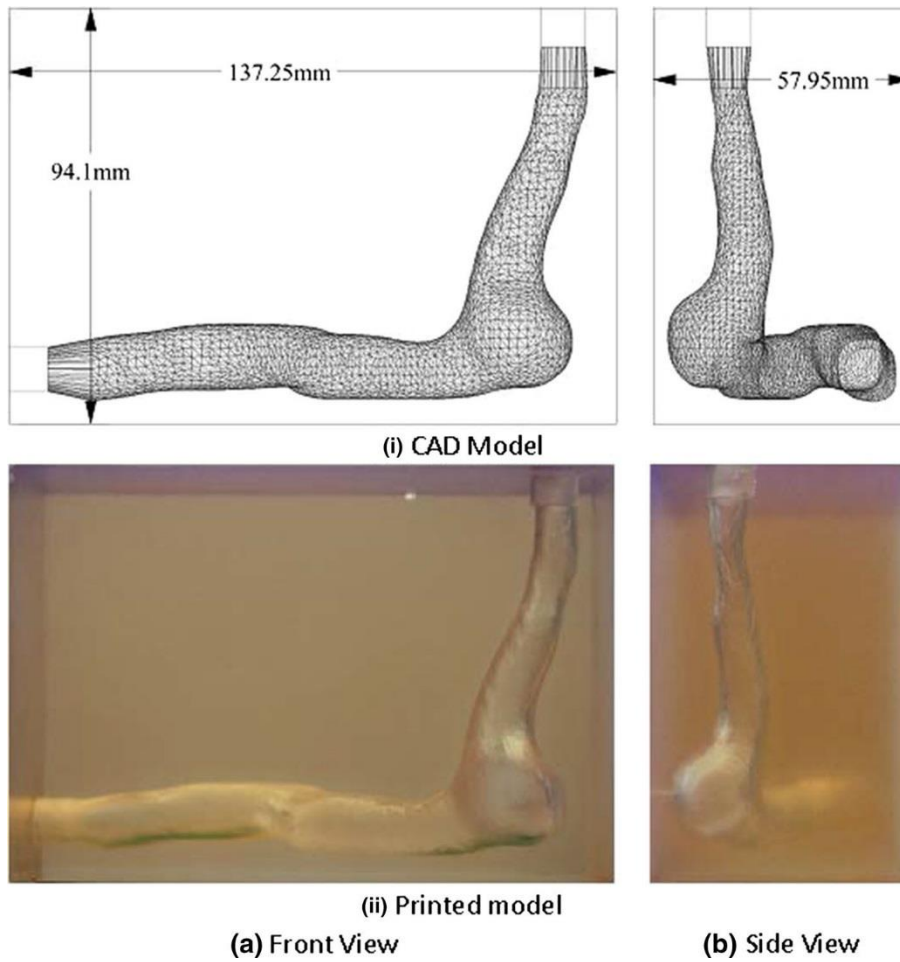 137.25mm
57.95mm
94.1mm
(i) CAD Model
(ii) Printed model
(a) Front View
(b) Side View